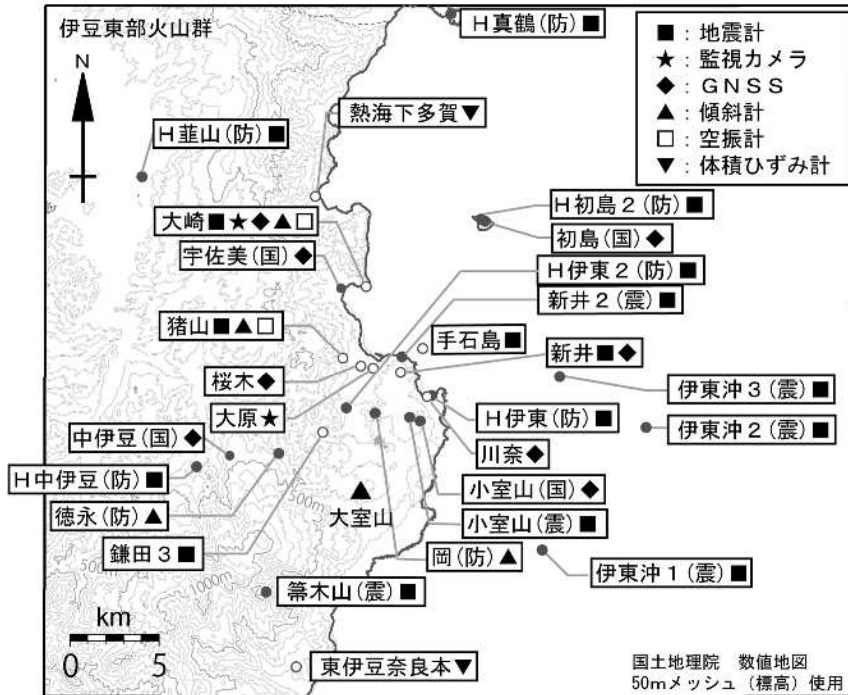 伊豆東部火山群
H真鶴(防)■
■：地震計
★：監視カメラ
◆：GNSS
▲：傾斜計
□：空振計
▼：体積ひずみ計
N
熱海下多賀▼
H韮山(防)■
H初島2(防)■
大崎■★◆▲□
初島(国)◆
宇佐美(国)◆
H伊東2(防)■
新井2(震)■
猪山■▲□
手石島■
新井■◆
桜木◆
伊東沖3(震)■
大原★
H伊東(防)■
伊東沖2(震)■
中伊豆(国)◆
川奈◆
H中伊豆(防)■
小室山(国)◆
500m
徳永(防)▲
大室山
小室山(震)■
鎌田3■
岡(防)▲
伊東沖1(震)■
500m
1000m
箒木山(震)■
km
0 5
東伊豆奈良本▼
国土地理院 数値地図
50mメッシュ(標高)使用